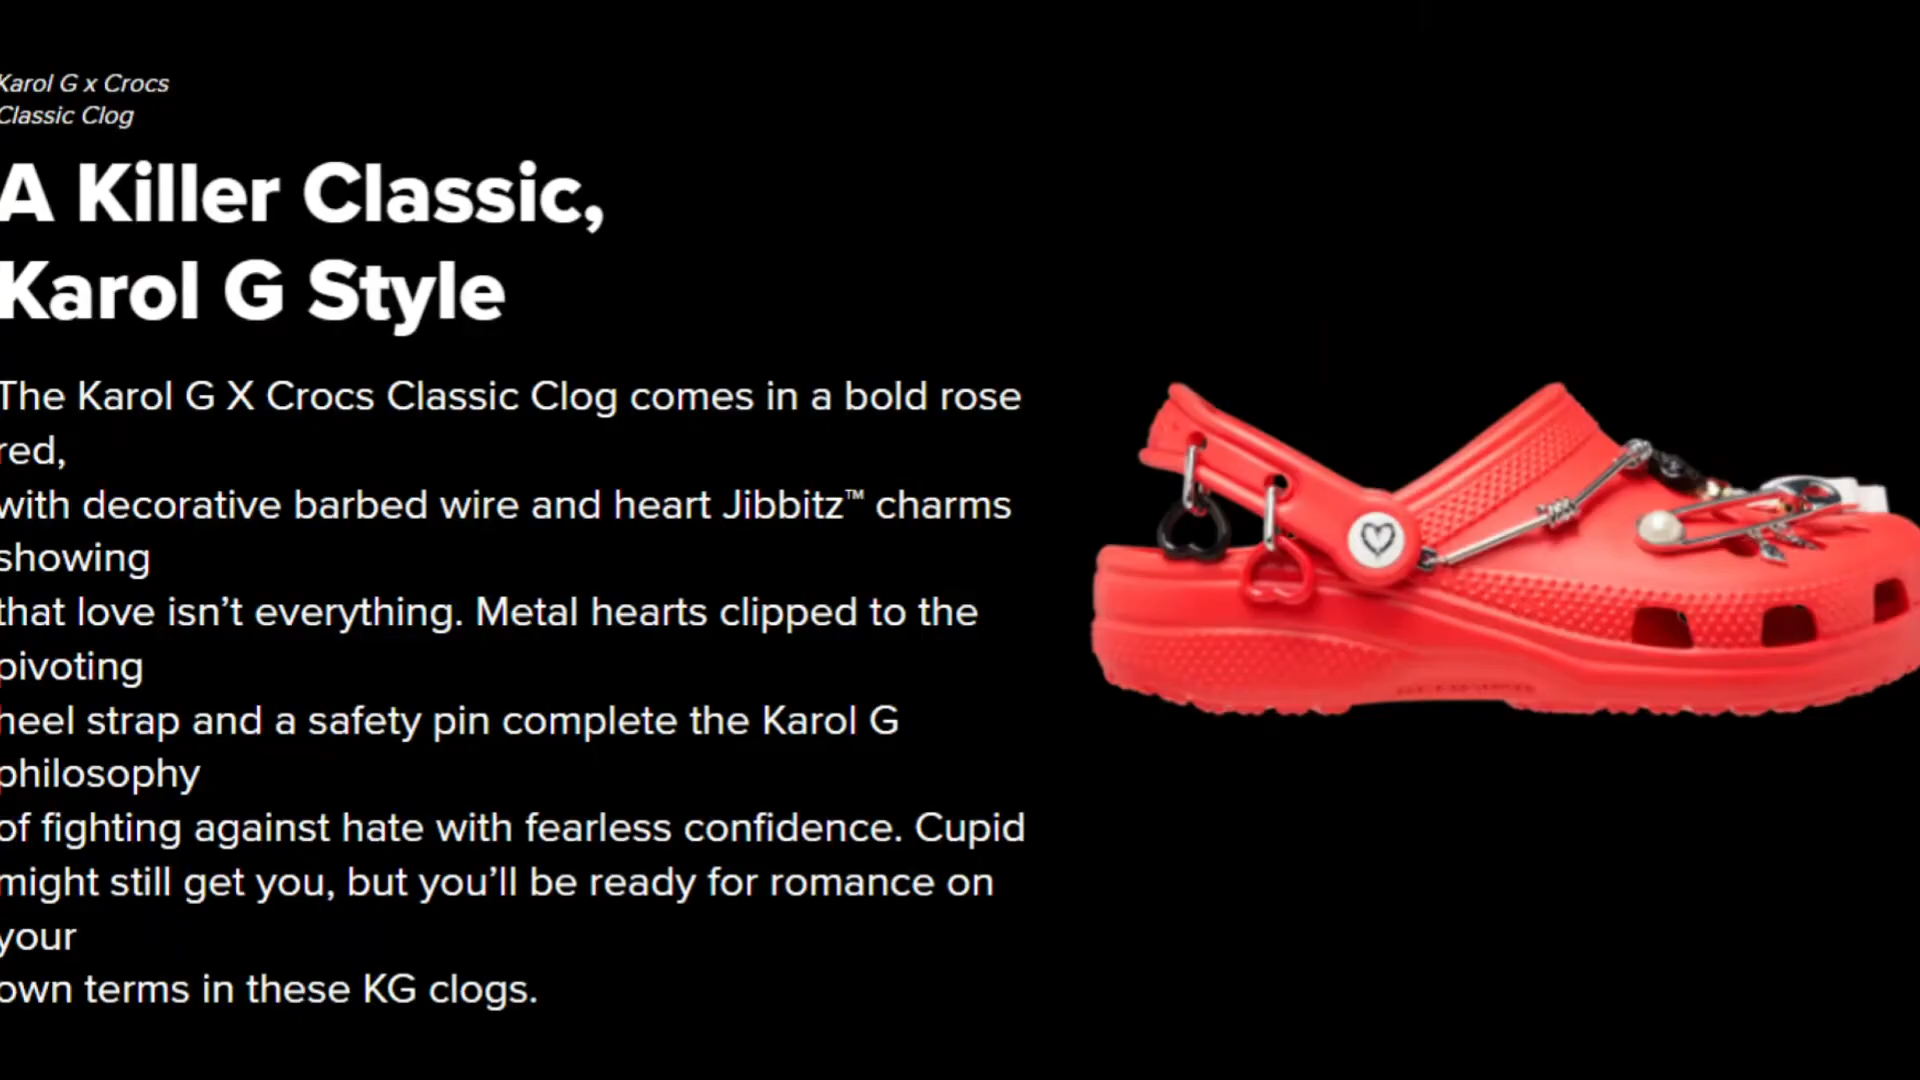 Karol G x Crocs
Classic Clog
A Killer Classic,
Karol G Style
The Karol G X Crocs Classic Clog comes in a bold rose
red,
with decorative barbed wire and heart Jibbitz™ charms
showing
that love isn’t everything. Metal hearts clipped to the
pivoting
heel strap and a safety pin complete the Karol G
philosophy
of fighting against hate with fearless confidence. Cupid
might still get you, but you’ll be ready for romance on
your
own terms in these KG clogs.